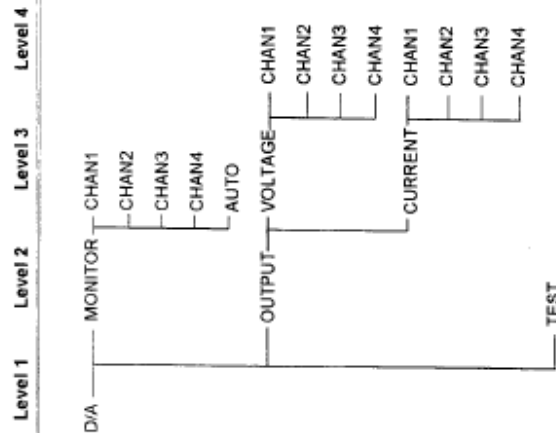 Level 1 Level 2 Level 3 Level 4
D/A MONITOR CHAN1
CHAN2
CHAN3
CHAN4
AUTO
OUTPUT VOLTAGE CHAN1
CHAN2
CHAN3
CHAN4
CURRENT CHAN1
CHAN2
CHAN3
CHAN4
TEST